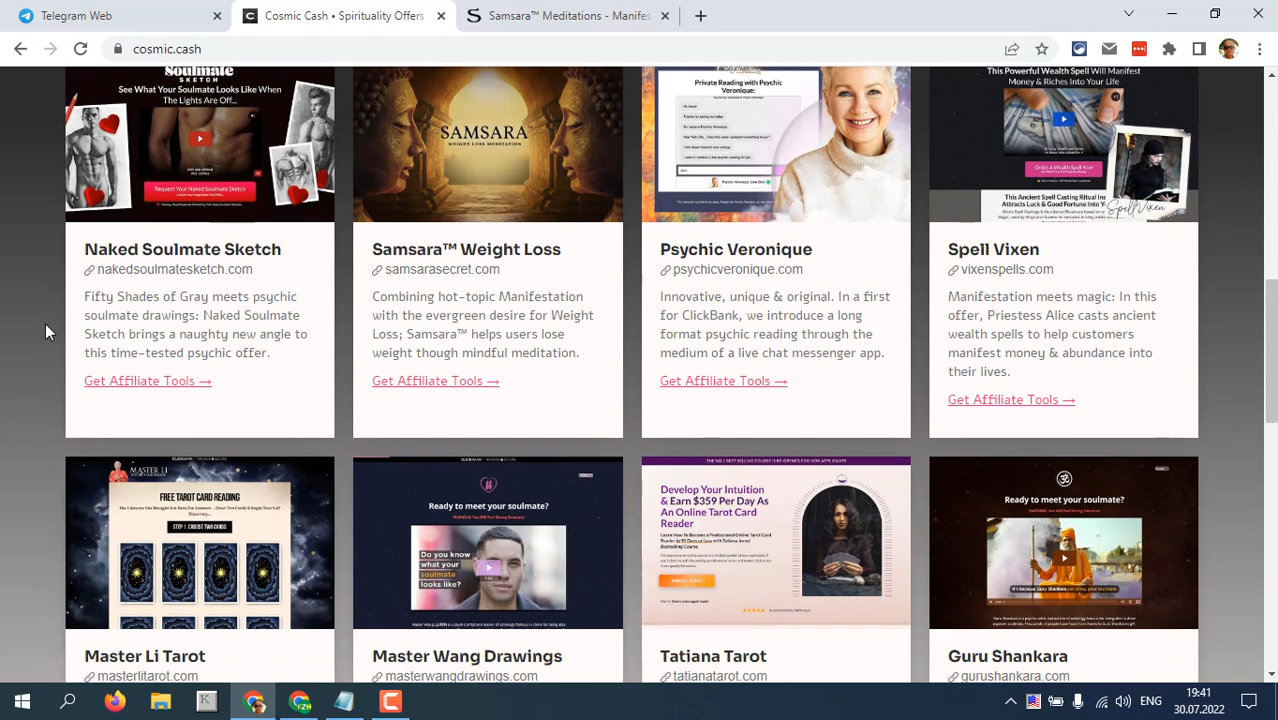 Telegram Web
Cosmic Cash • Spirituality Offers
Samsara™ Meditations - Manifes
cosmic.cash
Soulmate
SKETCH
See What Your Soulmate Looks Like When
The Lights Are Off...
Request Your Naked Soulmate Sketch
SAMSARA
WEIGHT LOSS MEDITATION
Private Reading with Psychic
Veronique:
This Powerful Wealth Spell Will Manifest
Money & Riches Into Your Life
Order A Wealth Spell Now
This Ancient Spell Casting Ritual
Attracts Luck & Good Fortune Into
Spell Vixen
Naked Soulmate Sketch
nakedsoulmatesketch.com
Fifty Shades of Gray meets psychic
soulmate drawings: Naked Soulmate
Sketch brings a naughty new angle to
this time-tested psychic offer.
Get Affiliate Tools →
Samsara™ Weight Loss
samsarasecret.com
Combining hot-topic Manifestation
with the evergreen desire for Weight
Loss; Samsara™ helps users lose
weight though mindful meditation.
Get Affiliate Tools →
Psychic Veronique
psychicveronique.com
Innovative, unique & original. In a first
for ClickBank, we introduce a long
format psychic reading through the
medium of a live chat messenger app.
Get Affiliate Tools →
Spell Vixen
vixenspells.com
Manifestation meets magic: In this
offer, Priestess Alice casts ancient
wealth spells to help customers
manifest money & abundance into
their lives.
Get Affiliate Tools →
MASTER LI
FREE TAROT CARD READING
STEP 1. CHOOSE TWO CARDS
Ready to meet your soulmate?
Do you
know what
your
soulmate
looks like?
Develop Your Intuition
& Earn $359 Per Day As
An Online Tarot Card
Reader
Ready to meet your soulmate?
Master Li Tarot
masterlitarot.com
Master Wang Drawings
masterwangdrawings.com
Tatiana Tarot
tatianatarot.com
Guru Shankara
gurushankara.com
FZH
ENG
19:41
30.07.2022